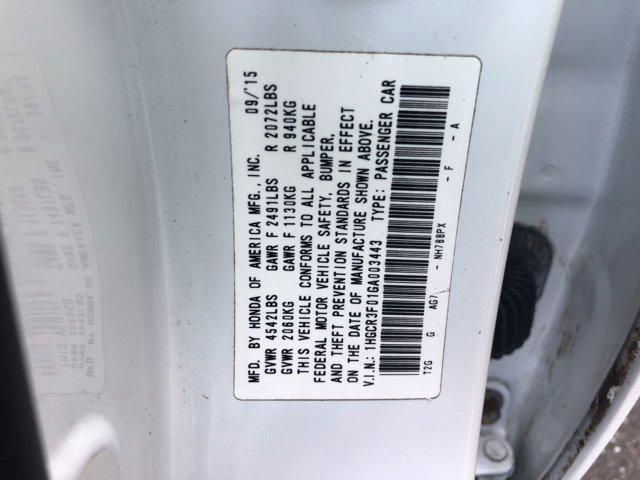 MFD. BY HONDA OF AMERICA MFG., INC. 09/'15
GVWR 4542LBS GAWR F 2491LBS R 2072LBS
GVWR 2060KG GAWR F 1130KG R 940KG
THIS VEHICLE CONFORMS TO ALL APPLICABLE
FEDERAL MOTOR VEHICLE SAFETY, BUMPER,
AND THEFT PREVENTION STANDARDS IN EFFECT
ON THE DATE OF MANUFACTURE SHOWN ABOVE.
V.I.N.: 1HGCR3F01GA003443 TYPE: PASSENGER CAR
T2G G AG7 - NH788PX - F - A